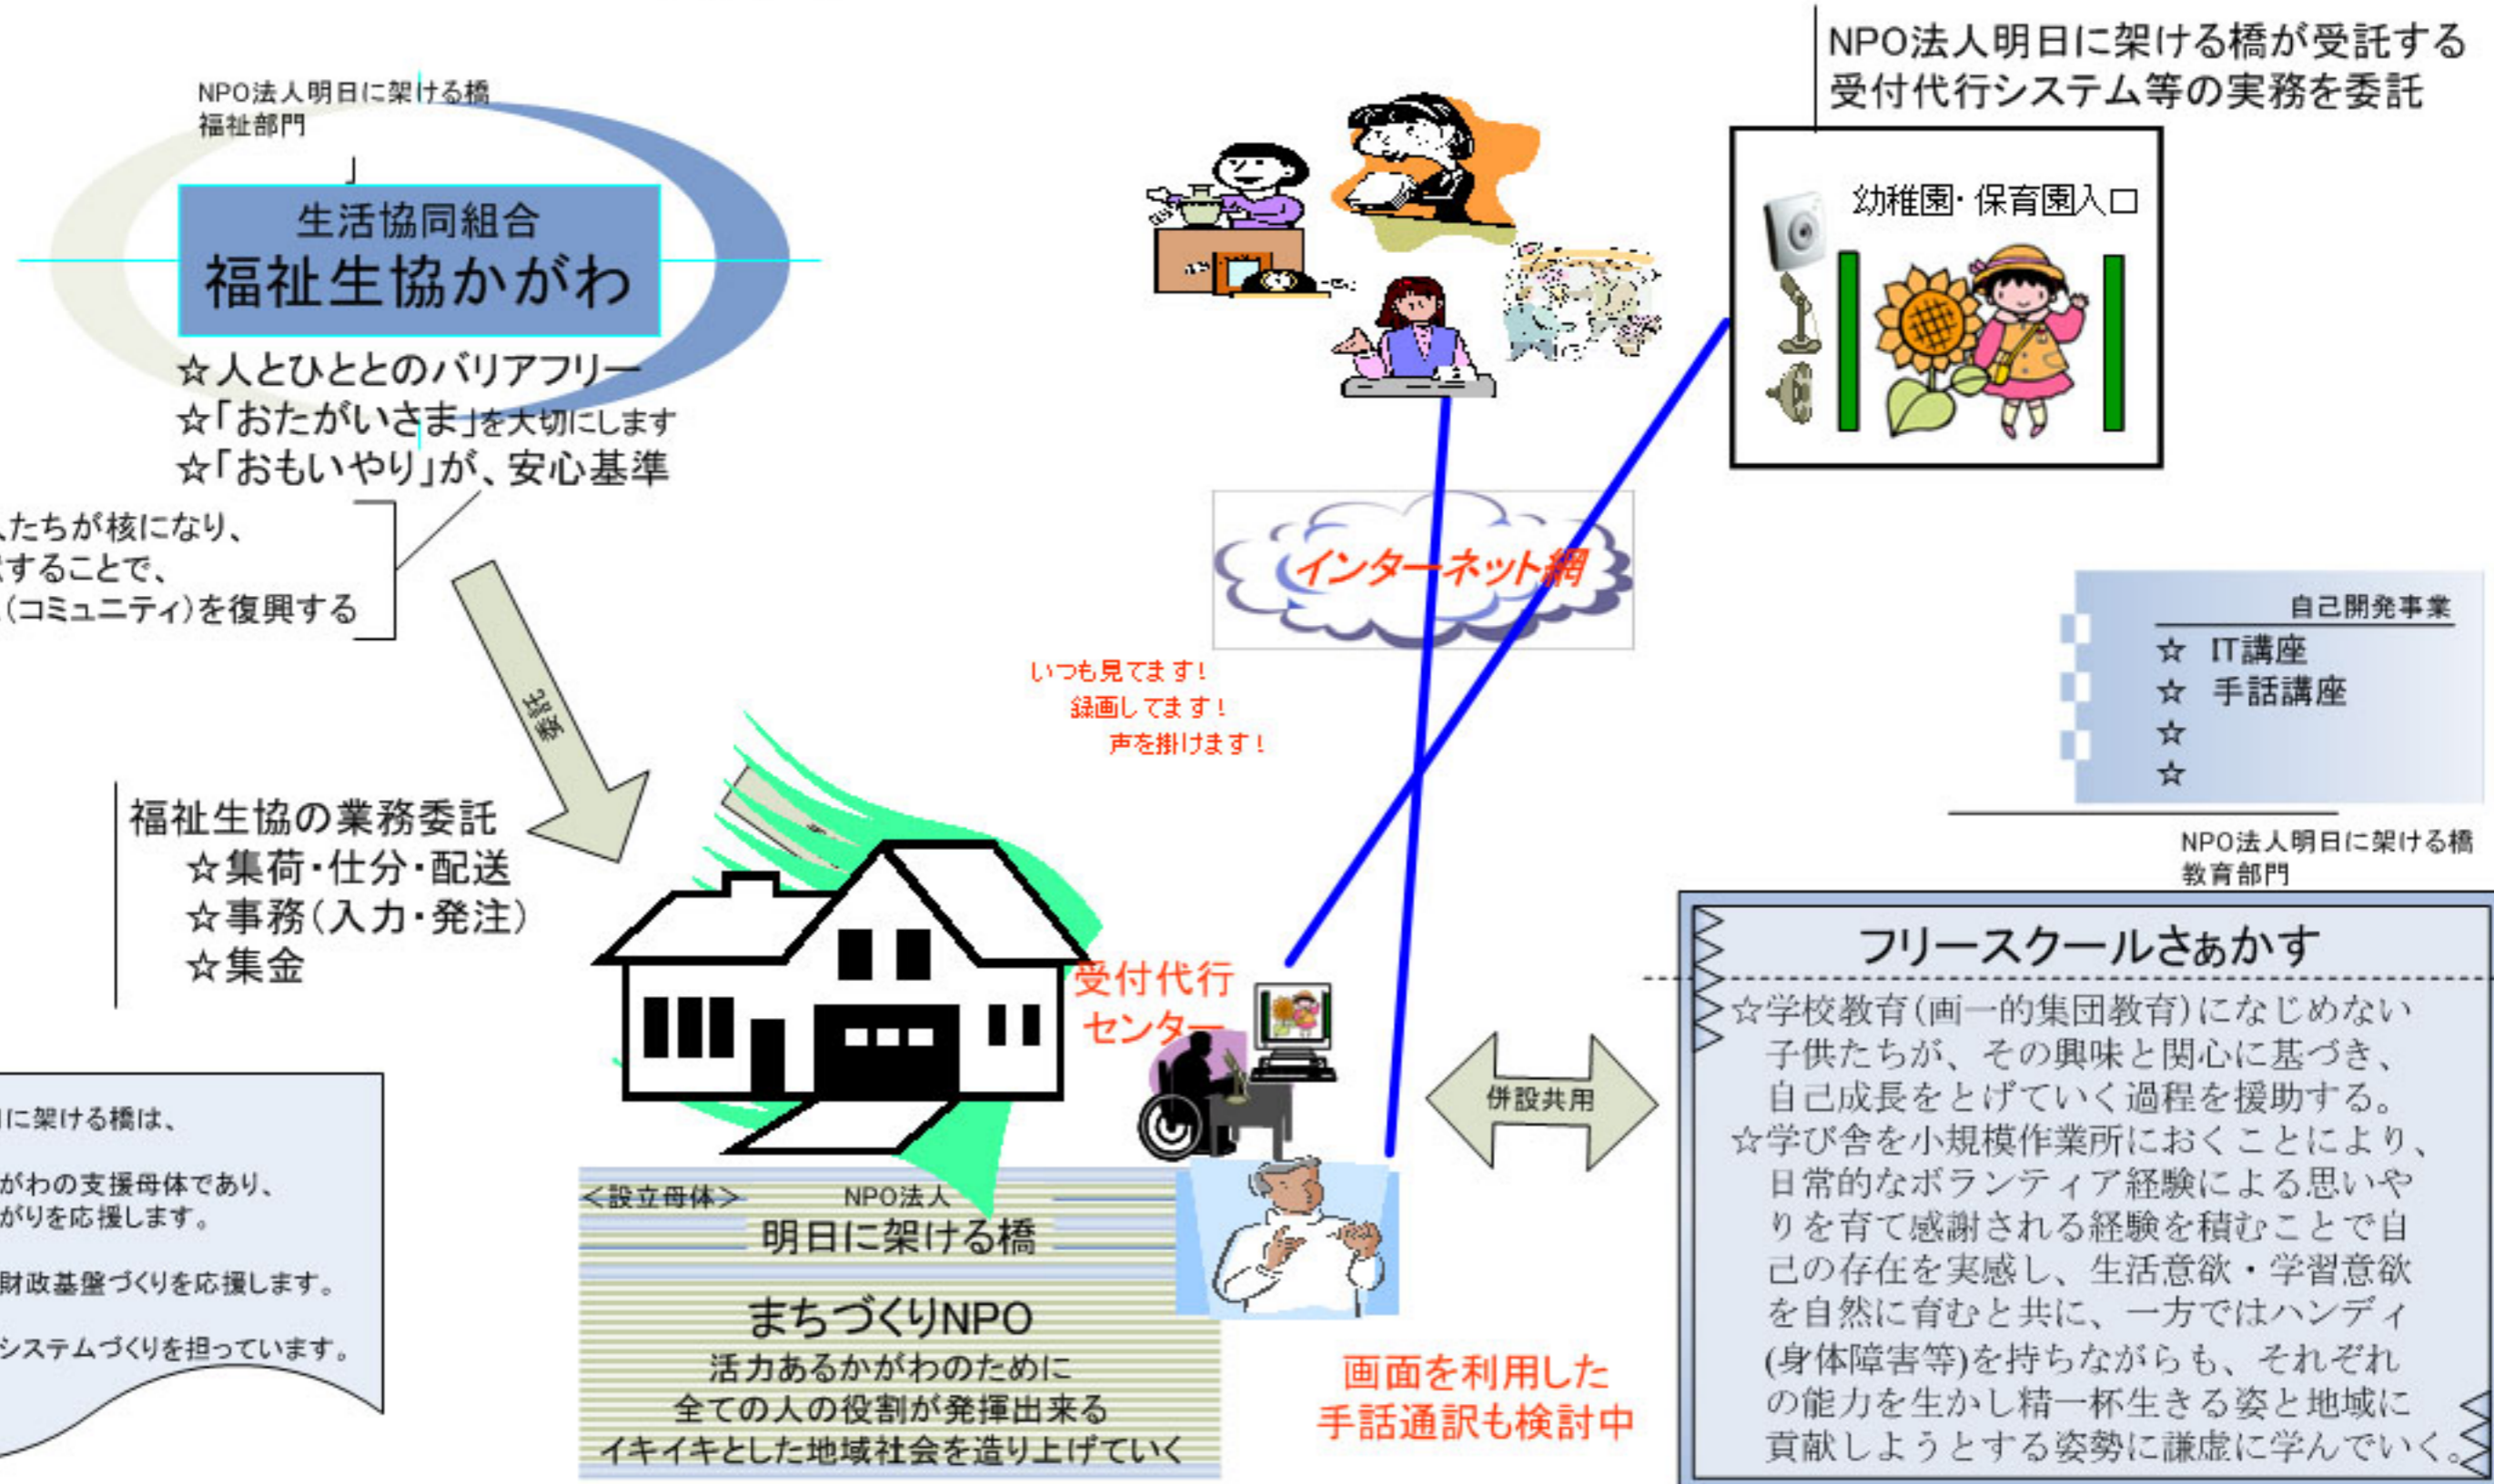 NPO法人明日に架ける橋
福祉部門
生活協同組合
福祉生協かがわ
☆人とひととのバリアフリー
☆「おたがいさま」を大切にします
☆「おもいやり」が、安心基準
たちが核になり、
することで、
(コミュニティ)を復興する
委託
福祉生協の業務委託
☆集荷・仕分・配送
☆事務(入力・発注)
☆集金
に架ける橋は、
がわの支援母体であり、
がりを応援します。
財政基盤づくりを応援します。
システムづくりを担っています。
インターネット網
いつも見てます!
録画してます!
声を掛けます!
受付代行
センター
<設立母体>
NPO法人
明日に架ける橋
まちづくりNPO
活力あるかがわのために
全ての人の役割が発揮出来る
イキイキとした地域社会を造り上げていく
画面を利用した
手話通訳も検討中
併設共用
NPO法人明日に架ける橋が受託する
受付代行システム等の実務を委託
幼稚園・保育園入口
自己開発事業
☆ IT講座
☆ 手話講座
☆
☆
NPO法人明日に架ける橋
教育部門
フリースクールさぁかす
☆学校教育(画一的集団教育)になじめない
子供たちが、その興味と関心に基づき、
自己成長をとげていく過程を援助する。
☆学び舎を小規模作業所におくことにより、
日常的なボランティア経験による思いや
りを育て感謝される経験を積むことで自
己の存在を実感し、生活意欲・学習意欲
を自然に育むと共に、一方ではハンディ
(身体障害等)を持ちながらも、それぞれ
の能力を生かし精一杯生きる姿と地域に
貢献しようとする姿勢に謙虚に学んでいく。